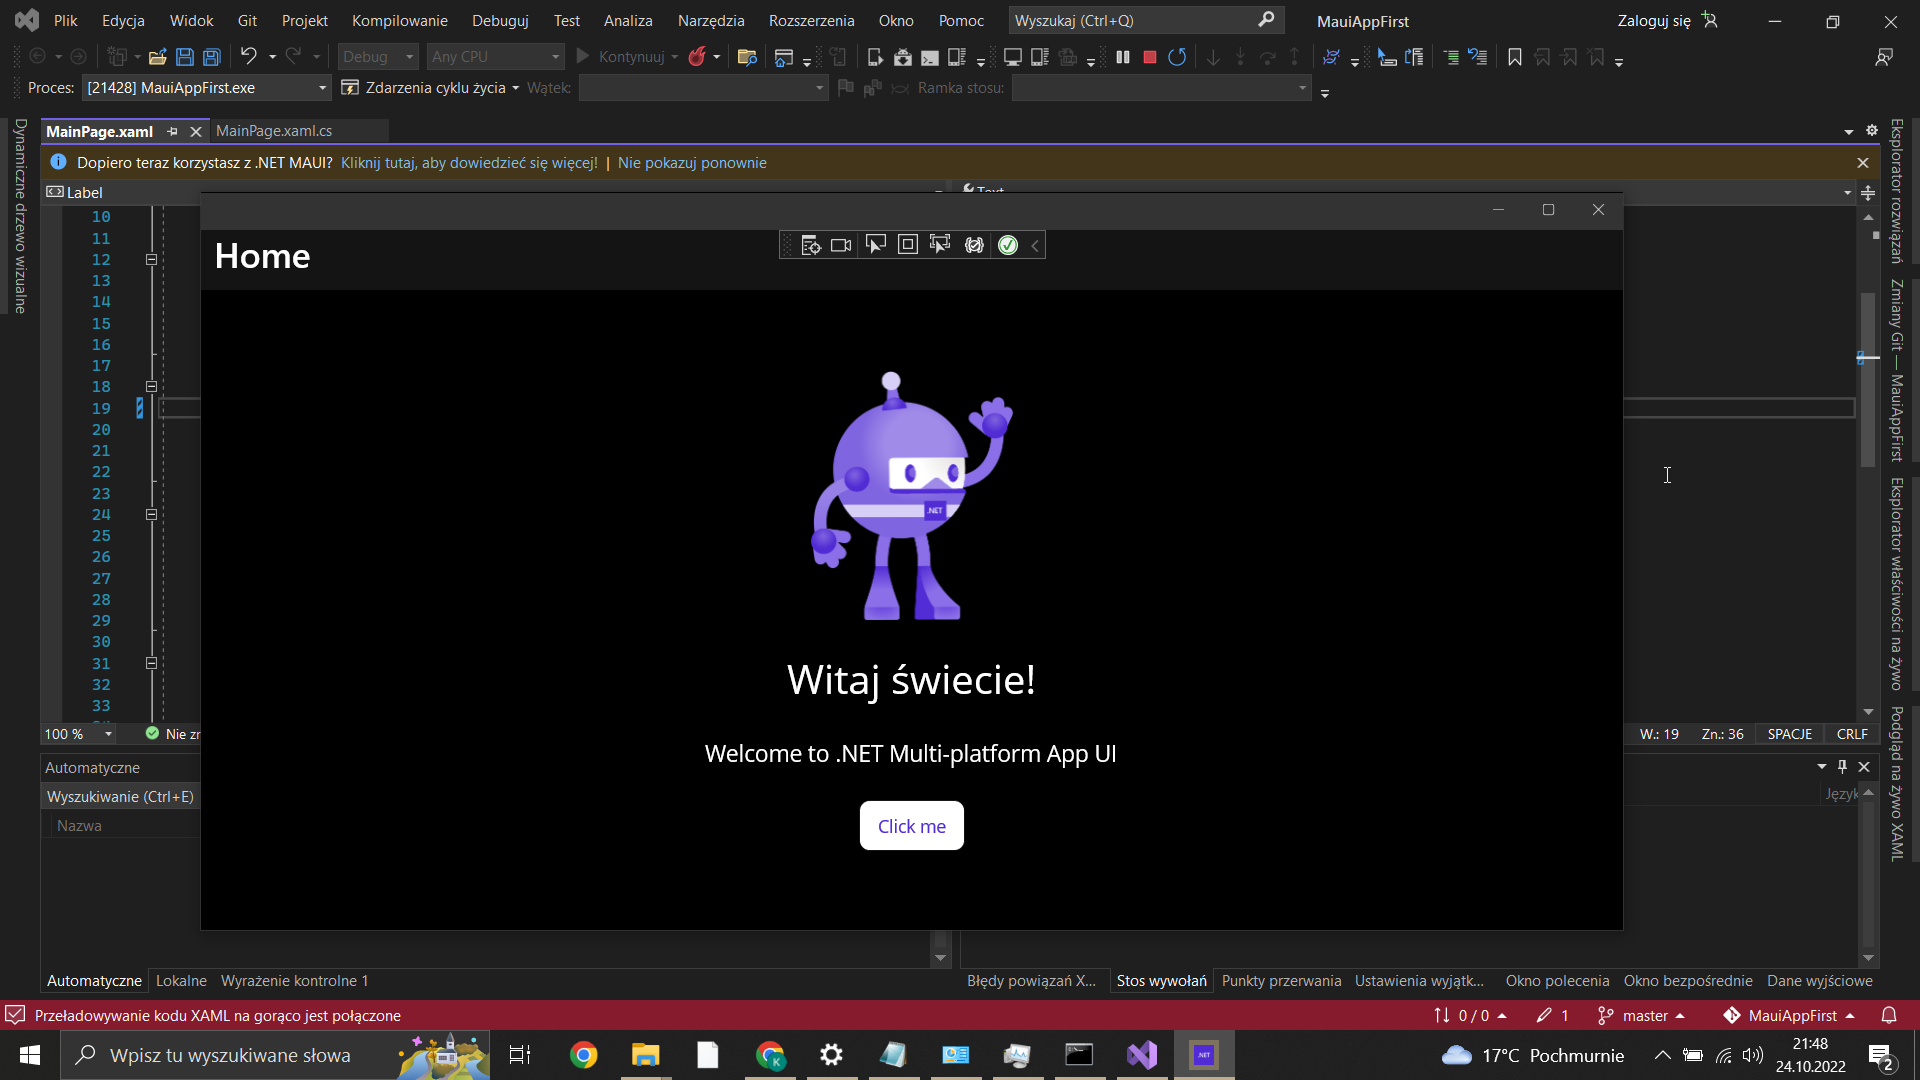 Plik Edycja Widok Git Projekt Kompilowanie Debuguj Test Analiza Narzędzia Rozszerzenia Okno Pomoc Wyszukaj (Ctrl+Q) MauiAppFirst Zaloguj się
Debug Any CPU Kontynuuj
Proces: [21428] MauiAppFirst.exe Zdarzenia cyklu życia Wątek: Ramka stosu:
MainPage.xaml MainPage.xaml.cs
Dopiero teraz korzystasz z .NET MAUI? Kliknij tutaj, aby dowiedzieć się więcej! | Nie pokazuj ponownie
Label Text
Dynamiczne drzewo wizualne
Eksplorator rozwiązań
Zmiany Git — MauiAppFirst
Eksplorator właściwości na żywo
Podgląd na żywo XAML
10
11
12
13
14
15
16
17
18
19
20
21
22
23
24
25
26
27
28
29
30
31
32
33
Home
.NET
Witaj świecie!
Welcome to .NET Multi-platform App UI
Click me
100 % Nie W.: 19 Zn.: 36 SPACJE CRLF
Automatyczne
Wyszukiwanie (Ctrl+E) Język
Nazwa
Automatyczne Lokalne Wyrażenie kontrolne 1 Błędy powiązań X... Stos wywołań Punkty przerwania Ustawienia wyjątk... Okno polecenia Okno bezpośrednie Dane wyjściowe
Przeładowywanie kodu XAML na gorąco jest połączone 0 / 0 1 master MauiAppFirst
Wpisz tu wyszukiwane słowa .NET 17°C Pochmurnie 21:48
24.10.2022 2